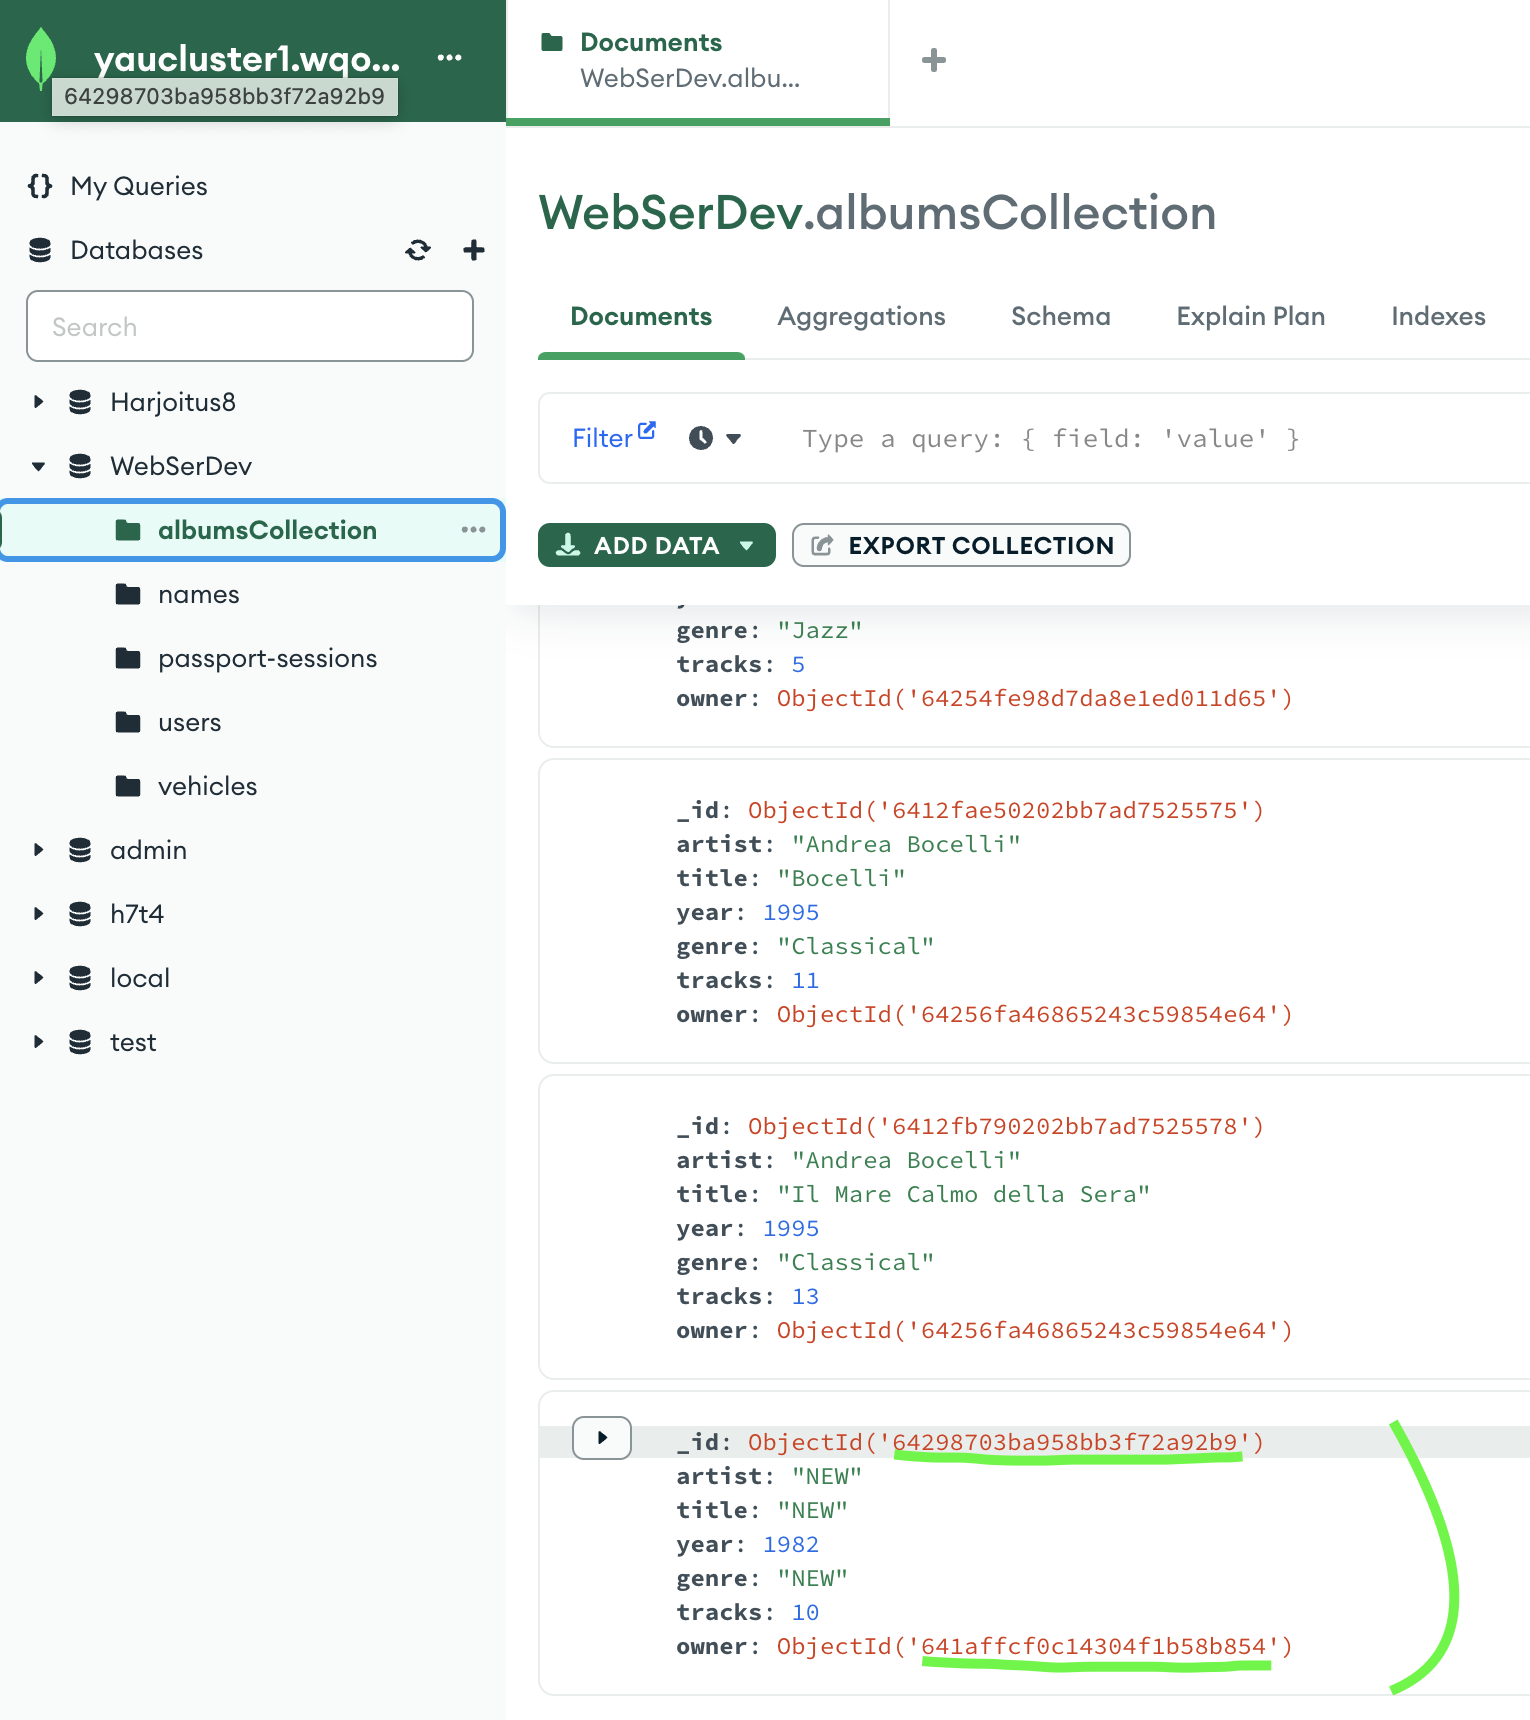 yaucluster1.wqo... ...
64298703ba958bb3f72a92b9
{} My Queries
Databases
Search
Harjoitus8
WebSerDev
albumsCollection ...
names
passport-sessions
users
vehicles
admin
h7t4
local
test
Documents
WebSerDev.albu...
WebSerDev.albumsCollection
Documents Aggregations Schema Explain Plan Indexes
Filter Type a query: { field: 'value' }
ADD DATA EXPORT COLLECTION
genre: "Jazz"
tracks: 5
owner: ObjectId('64254fe98d7da8e1ed011d65')
_id: ObjectId('6412fae50202bb7ad7525575')
artist: "Andrea Bocelli"
title: "Bocelli"
year: 1995
genre: "Classical"
tracks: 11
owner: ObjectId('64256fa46865243c59854e64')
_id: ObjectId('6412fb790202bb7ad7525578')
artist: "Andrea Bocelli"
title: "Il Mare Calmo della Sera"
year: 1995
genre: "Classical"
tracks: 13
owner: ObjectId('64256fa46865243c59854e64')
_id: ObjectId('64298703ba958bb3f72a92b9')
artist: "NEW"
title: "NEW"
year: 1982
genre: "NEW"
tracks: 10
owner: ObjectId('641affcf0c14304f1b58b854')